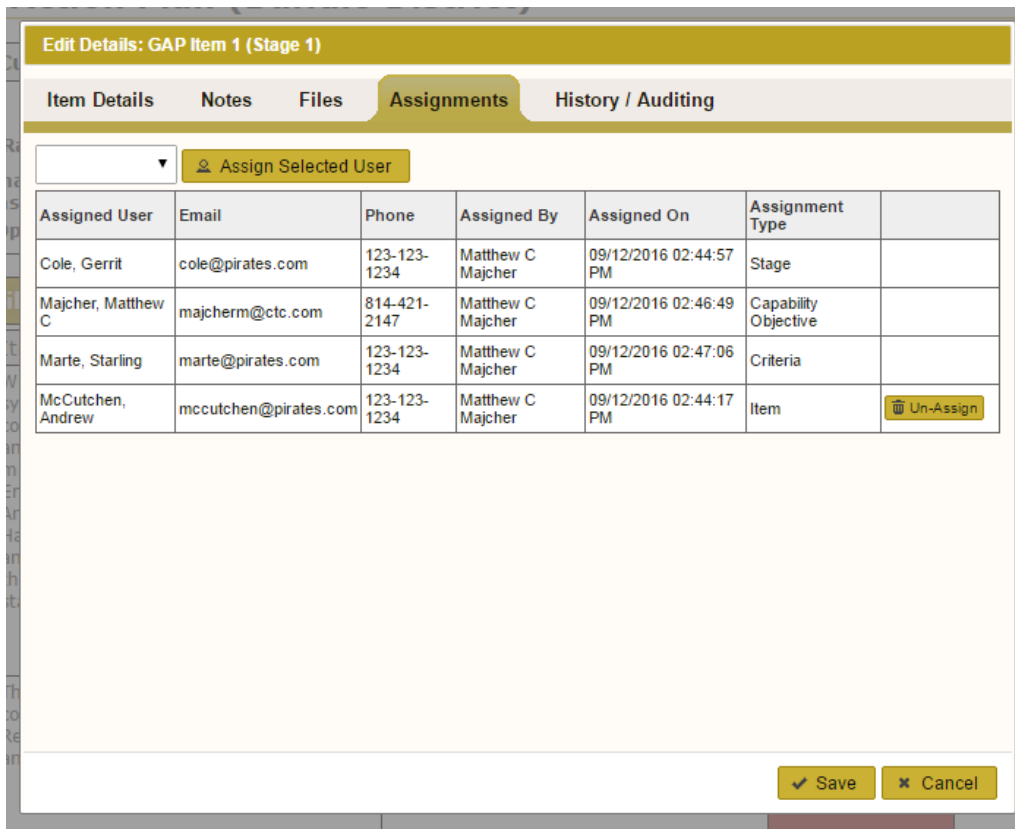 Edit Details: GAP Item 1 (Stage 1)
Item Details Notes Files Assignments History / Auditing
Assign Selected User
Assigned User Email Phone Assigned By Assigned On Assignment
Type
Cole, Gerrit cole@pirates.com 123-123-
1234 Matthew C
Majcher 09/12/2016 02:44:57
PM Stage
Majcher, Matthew
C majcherm@ctc.com 814-421-
2147 Matthew C
Majcher 09/12/2016 02:46:49
PM Capability
Objective
Marte, Starling marte@pirates.com 123-123-
1234 Matthew C
Majcher 09/12/2016 02:47:06
PM Criteria
McCutchen,
Andrew mccutchen@pirates.com 123-123-
1234 Matthew C
Majcher 09/12/2016 02:44:17
PM Item Un-Assign
Save Cancel